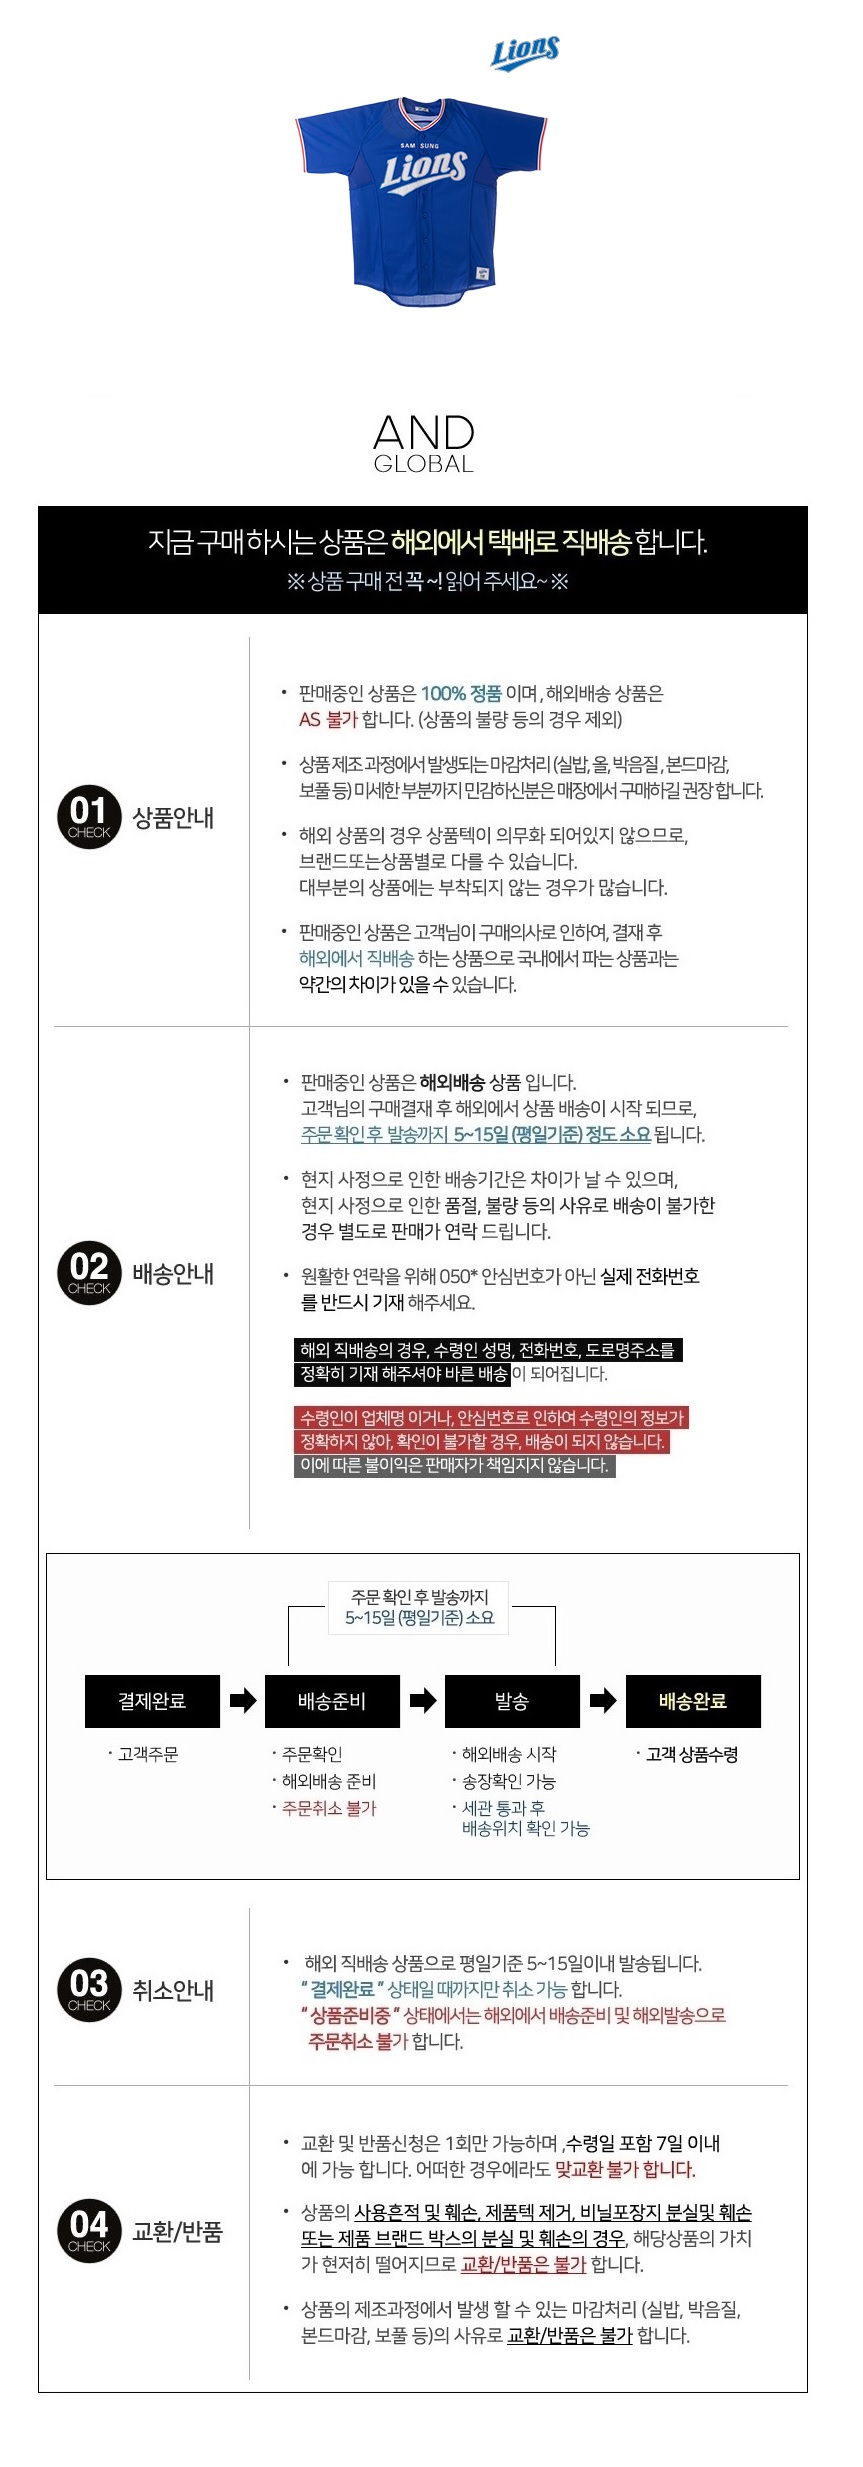 Lions
SAM SUNG
Lions
AND
GLOBAL
지금 구매 하시는 상품은 해외에서 택배로 직배송 합니다.
※ 상품 구매 전 꼭 ~! 읽어 주세요~ ※
01
CHECK
상품안내
• 판매중인 상품은 100% 정품 이며, 해외배송 상품은
AS 불가 합니다. (상품의 불량 등의 경우 제외)
• 상품 제조 과정에서 발생되는 마감처리 (실밥, 올, 박음질, 본드마감,
보풀 등) 미세한 부분까지 민감하신분은 매장에서 구매하길 권장 합니다.
• 해외 상품의 경우 상품텍이 의무화 되어있지 않으므로,
브랜드또는상품별로 다를 수 있습니다.
대부분의 상품에는 부착되지 않는 경우가 많습니다.
• 판매중인 상품은 고객님이 구매의사로 인하여, 결재 후
해외에서 직배송 하는 상품으로 국내에서 파는 상품과는
약간의 차이가 있을 수 있습니다.
02
CHECK
배송안내
• 판매중인 상품은 해외배송 상품 입니다.
고객님의 구매결재 후 해외에서 상품 배송이 시작 되므로,
주문 확인 후 발송까지 5~15일 (평일기준) 정도 소요 됩니다.
• 현지 사정으로 인한 배송기간은 차이가 날 수 있으며,
현지 사정으로 인한 품절, 불량 등의 사유로 배송이 불가한
경우 별도로 판매가 연락 드립니다.
• 원활한 연락을 위해 050* 안심번호가 아닌 실제 전화번호
를 반드시 기재 해주세요.
해외 직배송의 경우, 수령인 성명, 전화번호, 도로명주소를
정확히 기재 해주셔야 바른 배송이 되어집니다.
수령인이 업체명 이거나, 안심번호로 인하여 수령인의 정보가
정확하지 않아, 확인이 불가할 경우, 배송이 되지 않습니다.
이에 따른 불이익은 판매자가 책임지지 않습니다.
주문 확인 후 발송까지
5~15일 (평일기준) 소요
결제완료
배송준비
발송
배송완료
· 고객주문
· 주문확인
· 해외배송 준비
· 주문취소 불가
· 해외배송 시작
· 송장확인 가능
· 세관 통과 후
배송위치 확인 가능
· 고객 상품수령
03
CHECK
취소안내
• 해외 직배송 상품으로 평일기준 5~15일이내 발송됩니다.
“ 결제완료 ” 상태일 때까지만 취소 가능 합니다.
“ 상품준비중 ” 상태에서는 해외에서 배송준비 및 해외발송으로
주문취소 불가 합니다.
04
CHECK
교환/반품
• 교환 및 반품신청은 1회만 가능하며 ,수령일 포함 7일 이내
에 가능 합니다. 어떠한 경우에라도 맞교환 불가 합니다.
• 상품의 사용흔적 및 훼손, 제품텍 제거, 비닐포장지 분실및 훼손
또는 제품 브랜드 박스의 분실 및 훼손의 경우, 해당상품의 가치
가 현저히 떨어지므로 교환/반품은 불가 합니다.
• 상품의 제조과정에서 발생 할 수 있는 마감처리 (실밥, 박음질,
본드마감, 보풀 등)의 사유로 교환/반품은 불가 합니다.